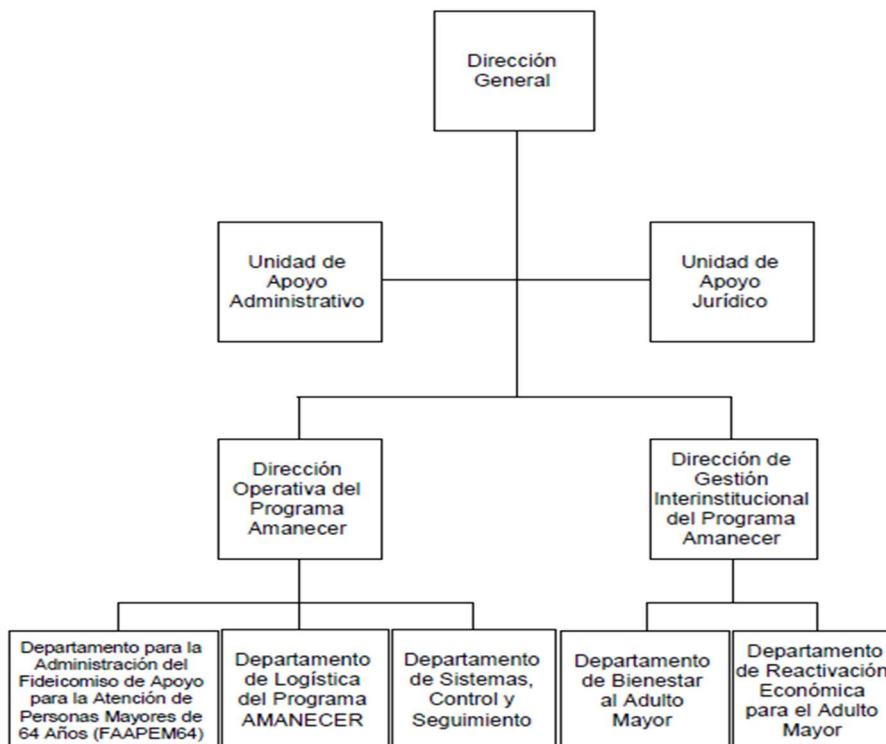 Dirección
General
Unidad de
Apoyo
Administrativo
Unidad de
Apoyo
Jurídico
Dirección
Operativa del
Programa
Amanecer
Dirección de
Gestión
Interinstitucional
del Programa
Amanecer
Departamento para la
Administración del
Fideicomiso de Apoyo
para la Atención de
Personas Mayores de
64 Años (FAAPEM64)
Departamento
de Logística
del Programa
AMANECER
Departamento
de Sistemas,
Control y
Seguimiento
Departamento
de Bienestar
al Adulto
Mayor
Departamento
de Reactivación
Económica
para el Adulto
Mayor